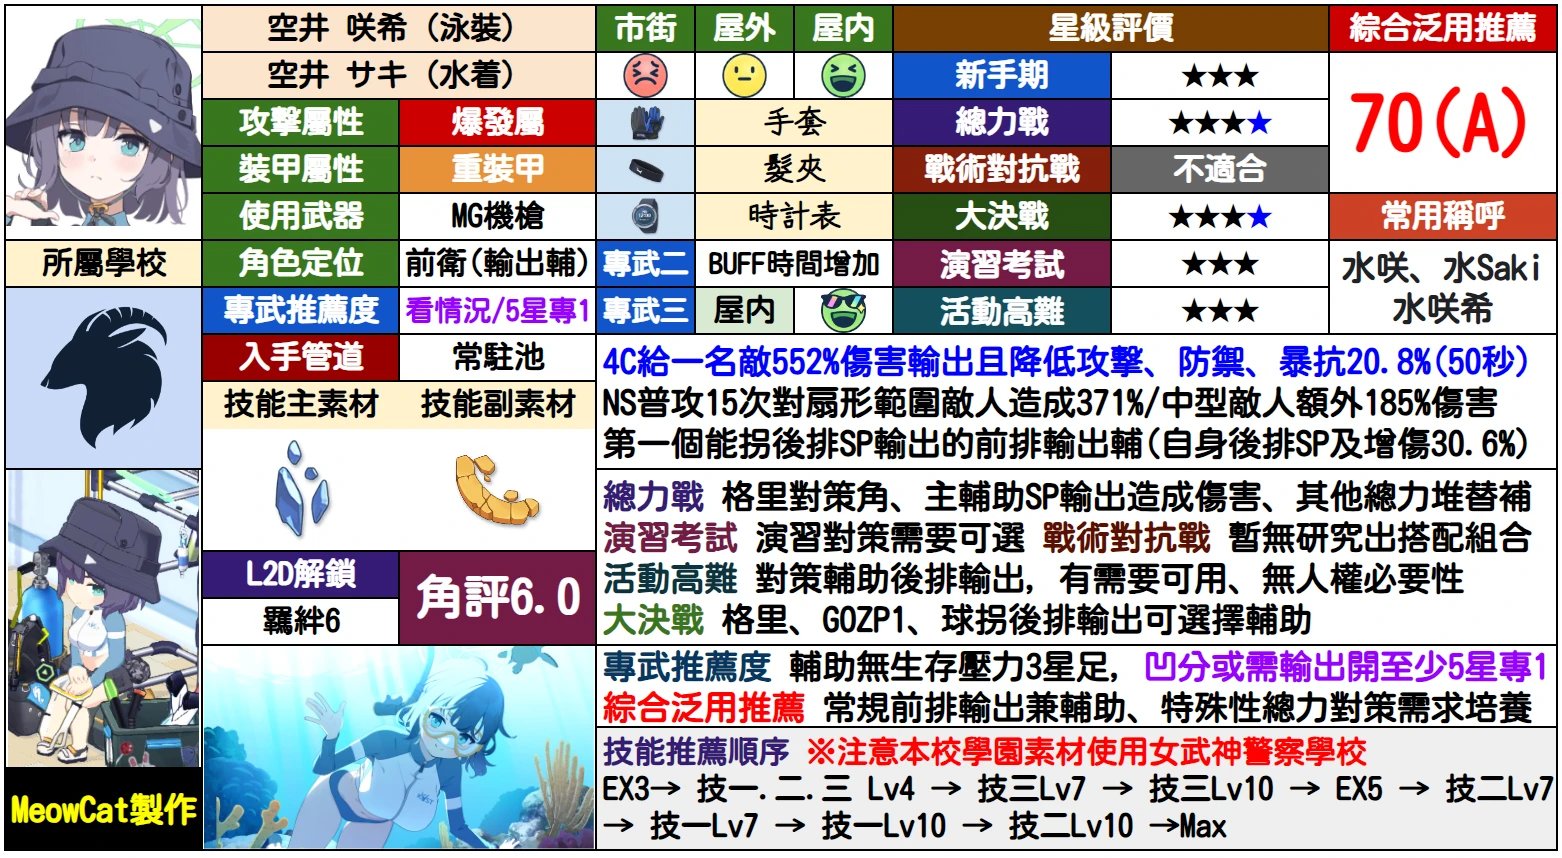 空井 咲希（泳裝）
空井 サキ（水着）
市街 屋外 屋內
星級評價
綜合泛用推薦
攻擊屬性 爆發屬
裝甲屬性 重裝甲
使用武器 MG機槍
角色定位 前衛(輸出輔)
專武推薦度 看情況/5星專1
入手管道 常駐池
手套
髮夾
時計表
專武二 BUFF時間增加
專武三 屋内
新手期 ★★★
總力戰 ★★★★
戰術對抗戰 不適合
大決戰 ★★★★
演習考試 ★★★
活動高難 ★★★
70(A)
常用稱呼
水咲、水Saki
水咲希
所屬學校
技能主素材 技能副素材
L2D解鎖
羈絆6
角評6.0
MeowCat製作
4C給一名敵552%傷害輸出且降低攻擊、防禦、暴抗20.8%(50秒)
NS普攻15次對扇形範圍敵人造成371%/中型敵人額外185%傷害
第一個能拐後排SP輸出的前排輸出輔(自身後排SP及增傷30.6%)
總力戰 格里對策角、主輔助SP輸出造成傷害、其他總力堆替補
演習考試 演習對策需要可選 戰術對抗戰 暫無研究出搭配組合
活動高難 對策輔助後排輸出, 有需要可用、無人權必要性
大決戰 格里、GOZP1、球拐後排輸出可選擇輔助
專武推薦度 輔助無生存壓力3星足, 凹分或需輸出開至少5星專1
綜合泛用推薦 常規前排輸出兼輔助、特殊性總力對策需求培養
技能推薦順序 ※注意本校學園素材使用女武神警察學校
EX3→ 技一.二.三 Lv4 → 技三Lv7 → 技三Lv10 → EX5 → 技二Lv7
→ 技一Lv7 → 技一Lv10 → 技二Lv10 →Max